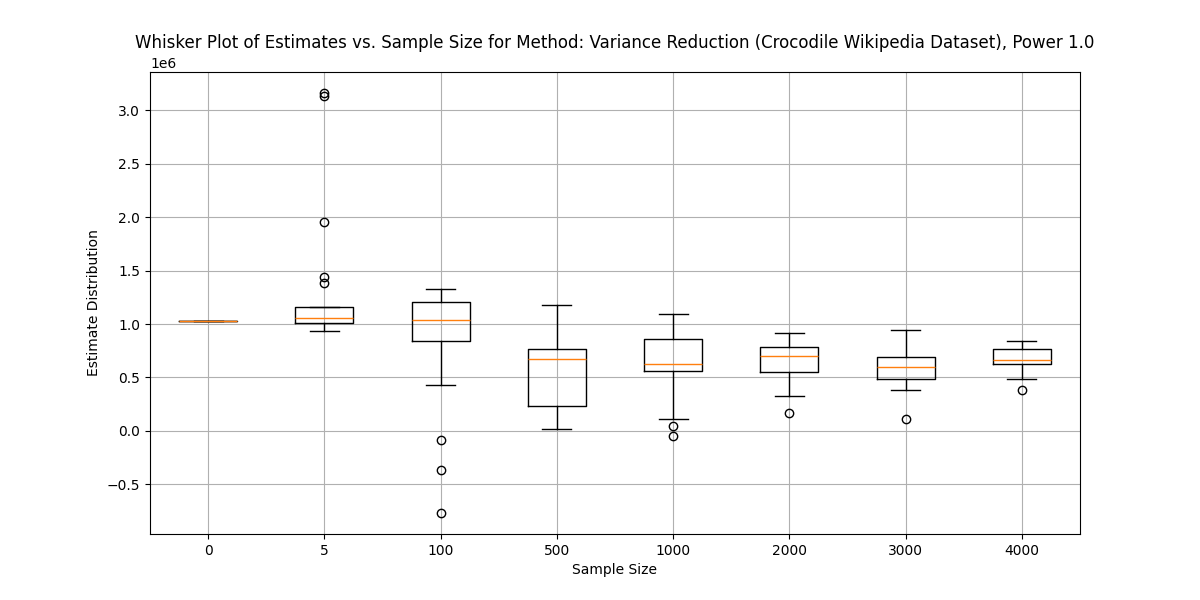 Whisker Plot of Estimates vs. Sample Size for Method: Variance Reduction (Crocodile Wikipedia Dataset), Power 1.0
1e6
3.0
2.5
2.0
1.5
1.0
0.5
0.0
−0.5
Estimate Distribution
0 5 100 500 1000 2000 3000 4000
Sample Size